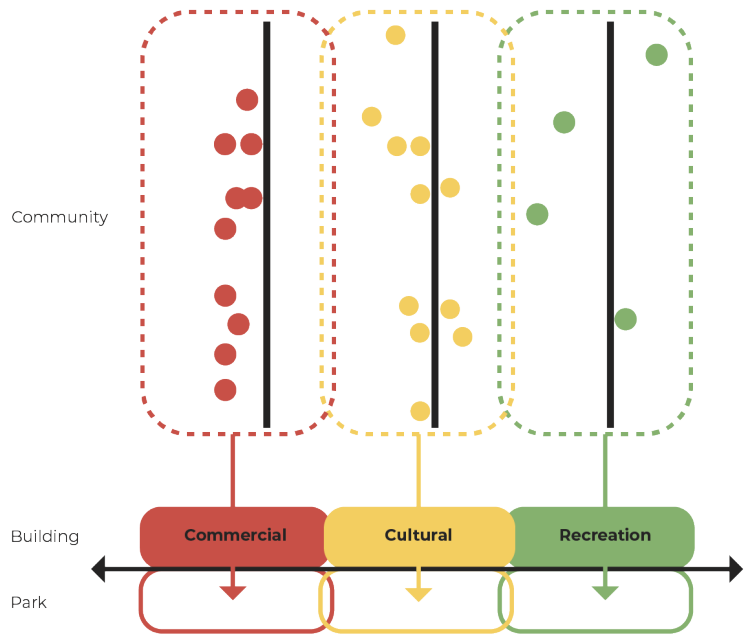 Community
Building
Commercial
Cultural
Recreation
Park